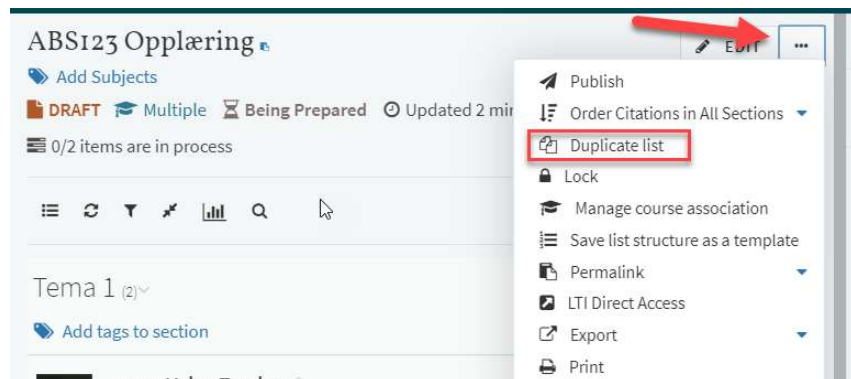 ABS123 Opplæring
EDIT
Add Subjects
DRAFT Multiple Being Prepared Updated 2
0/2 items are in process
Tema 1 (2)
Add tags to section
Publish
Order Citations in All Sections
Duplicate list
Lock
Manage course association
Save list structure as a template
Permalink
LTI Direct Access
Export
Print